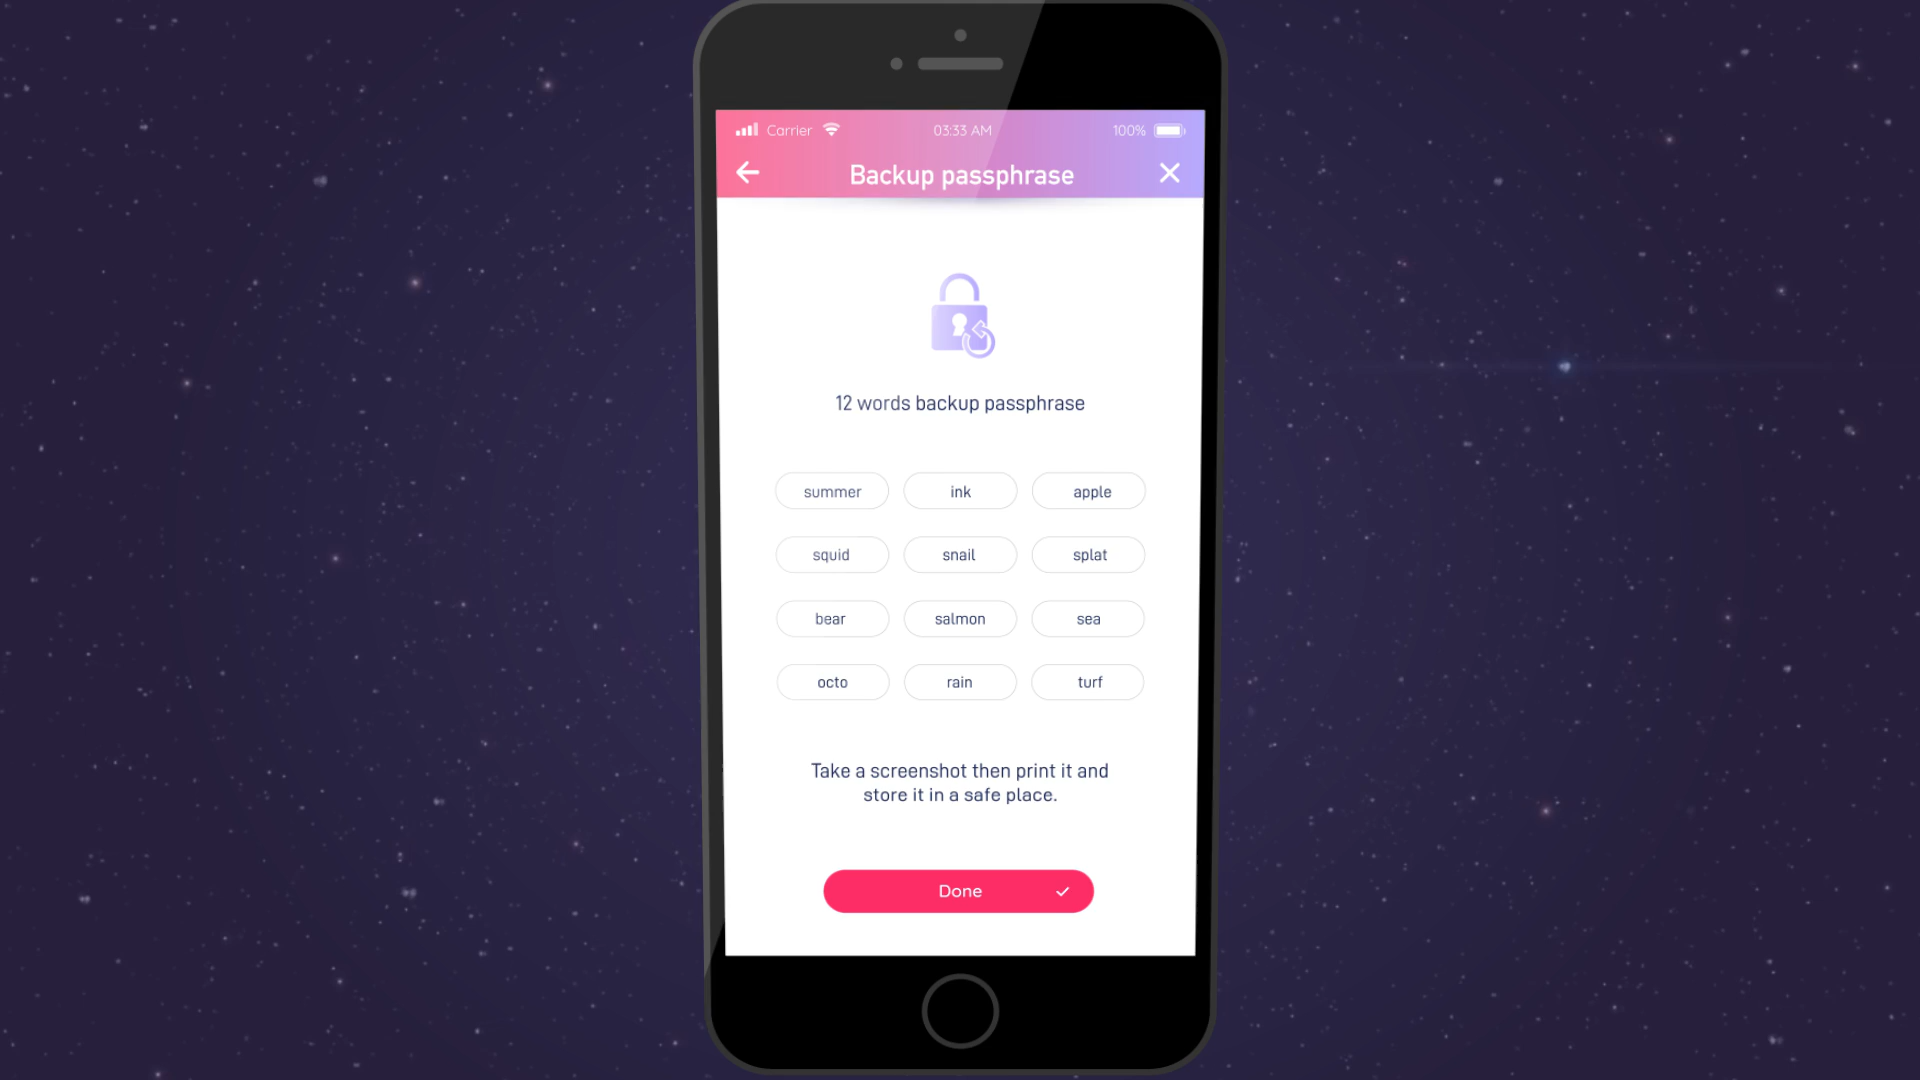 Carrier 03:33 AM 100%
Backup passphrase
12 words backup passphrase
summer ink apple
squid snail splat
bear salmon sea
octo rain turf
Take a screenshot then print it and
store it in a safe place.
Done